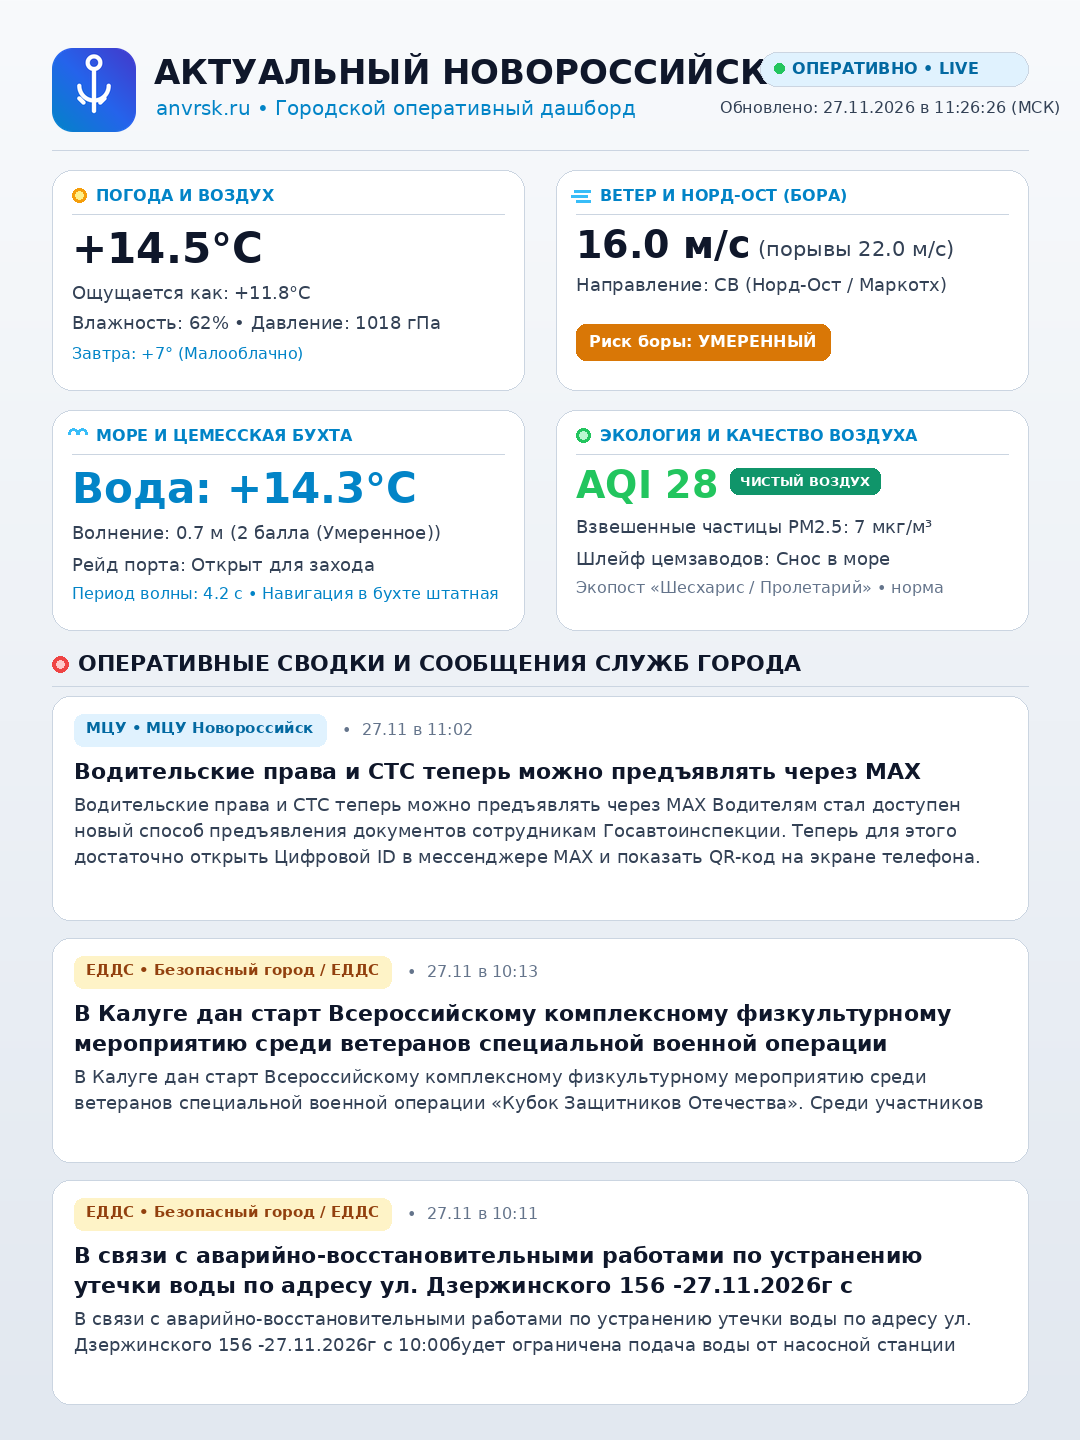 АКТУАЛЬНЫЙ НОВОРОССИЙСК
ОПЕРАТИВНО • LIVE
anvrsk.ru • Городской оперативный дашборд
Обновлено: 27.11.2026 в 11:26:26 (МСК)
ПОГОДА И ВОЗДУХ
+14.5°C
Ощущается как: +11.8°C
Влажность: 62% • Давление: 1018 гПа
Завтра: +7° (Малооблачно)
ВЕТЕР И НОРД-ОСТ (БОРА)
16.0 м/с (порывы 22.0 м/с)
Направление: СВ (Норд-Ост / Маркотх)
Риск боры: УМЕРЕННЫЙ
МОРЕ И ЦЕМЕССКАЯ БУХТА
Вода: +14.3°C
Волнение: 0.7 м (2 балла (Умеренное))
Рейд порта: Открыт для захода
Период волны: 4.2 с • Навигация в бухте штатная
ЭКОЛОГИЯ И КАЧЕСТВО ВОЗДУХА
AQI 28 ЧИСТЫЙ ВОЗДУХ
Взвешенные частицы PM2.5: 7 мкг/м³
Шлейф цемзаводов: Снос в море
Экопост «Шесхарис / Пролетарий» • норма
ОПЕРАТИВНЫЕ СВОДКИ И СООБЩЕНИЯ СЛУЖБ ГОРОДА
МЦУ • МЦУ Новороссийск • 27.11 в 11:02
Водительские права и СТС теперь можно предъявлять через MAX
Водительские права и СТС теперь можно предъявлять через MAX Водителям стал доступен
новый способ предъявления документов сотрудникам Госавтоинспекции. Теперь для этого
достаточно открыть Цифровой ID в мессенджере MAX и показать QR-код на экране телефона.
ЕДДС • Безопасный город / ЕДДС • 27.11 в 10:13
В Калуге дан старт Всероссийскому комплексному физкультурному
мероприятию среди ветеранов специальной военной операции
В Калуге дан старт Всероссийскому комплексному физкультурному мероприятию среди
ветеранов специальной военной операции «Кубок Защитников Отечества». Среди участников
ЕДДС • Безопасный город / ЕДДС • 27.11 в 10:11
В связи с аварийно-восстановительными работами по устранению
утечки воды по адресу ул. Дзержинского 156 -27.11.2026г с
В связи с аварийно-восстановительными работами по устранению утечки воды по адресу ул.
Дзержинского 156 -27.11.2026г с 10:00будет ограничена подача воды от насосной станции